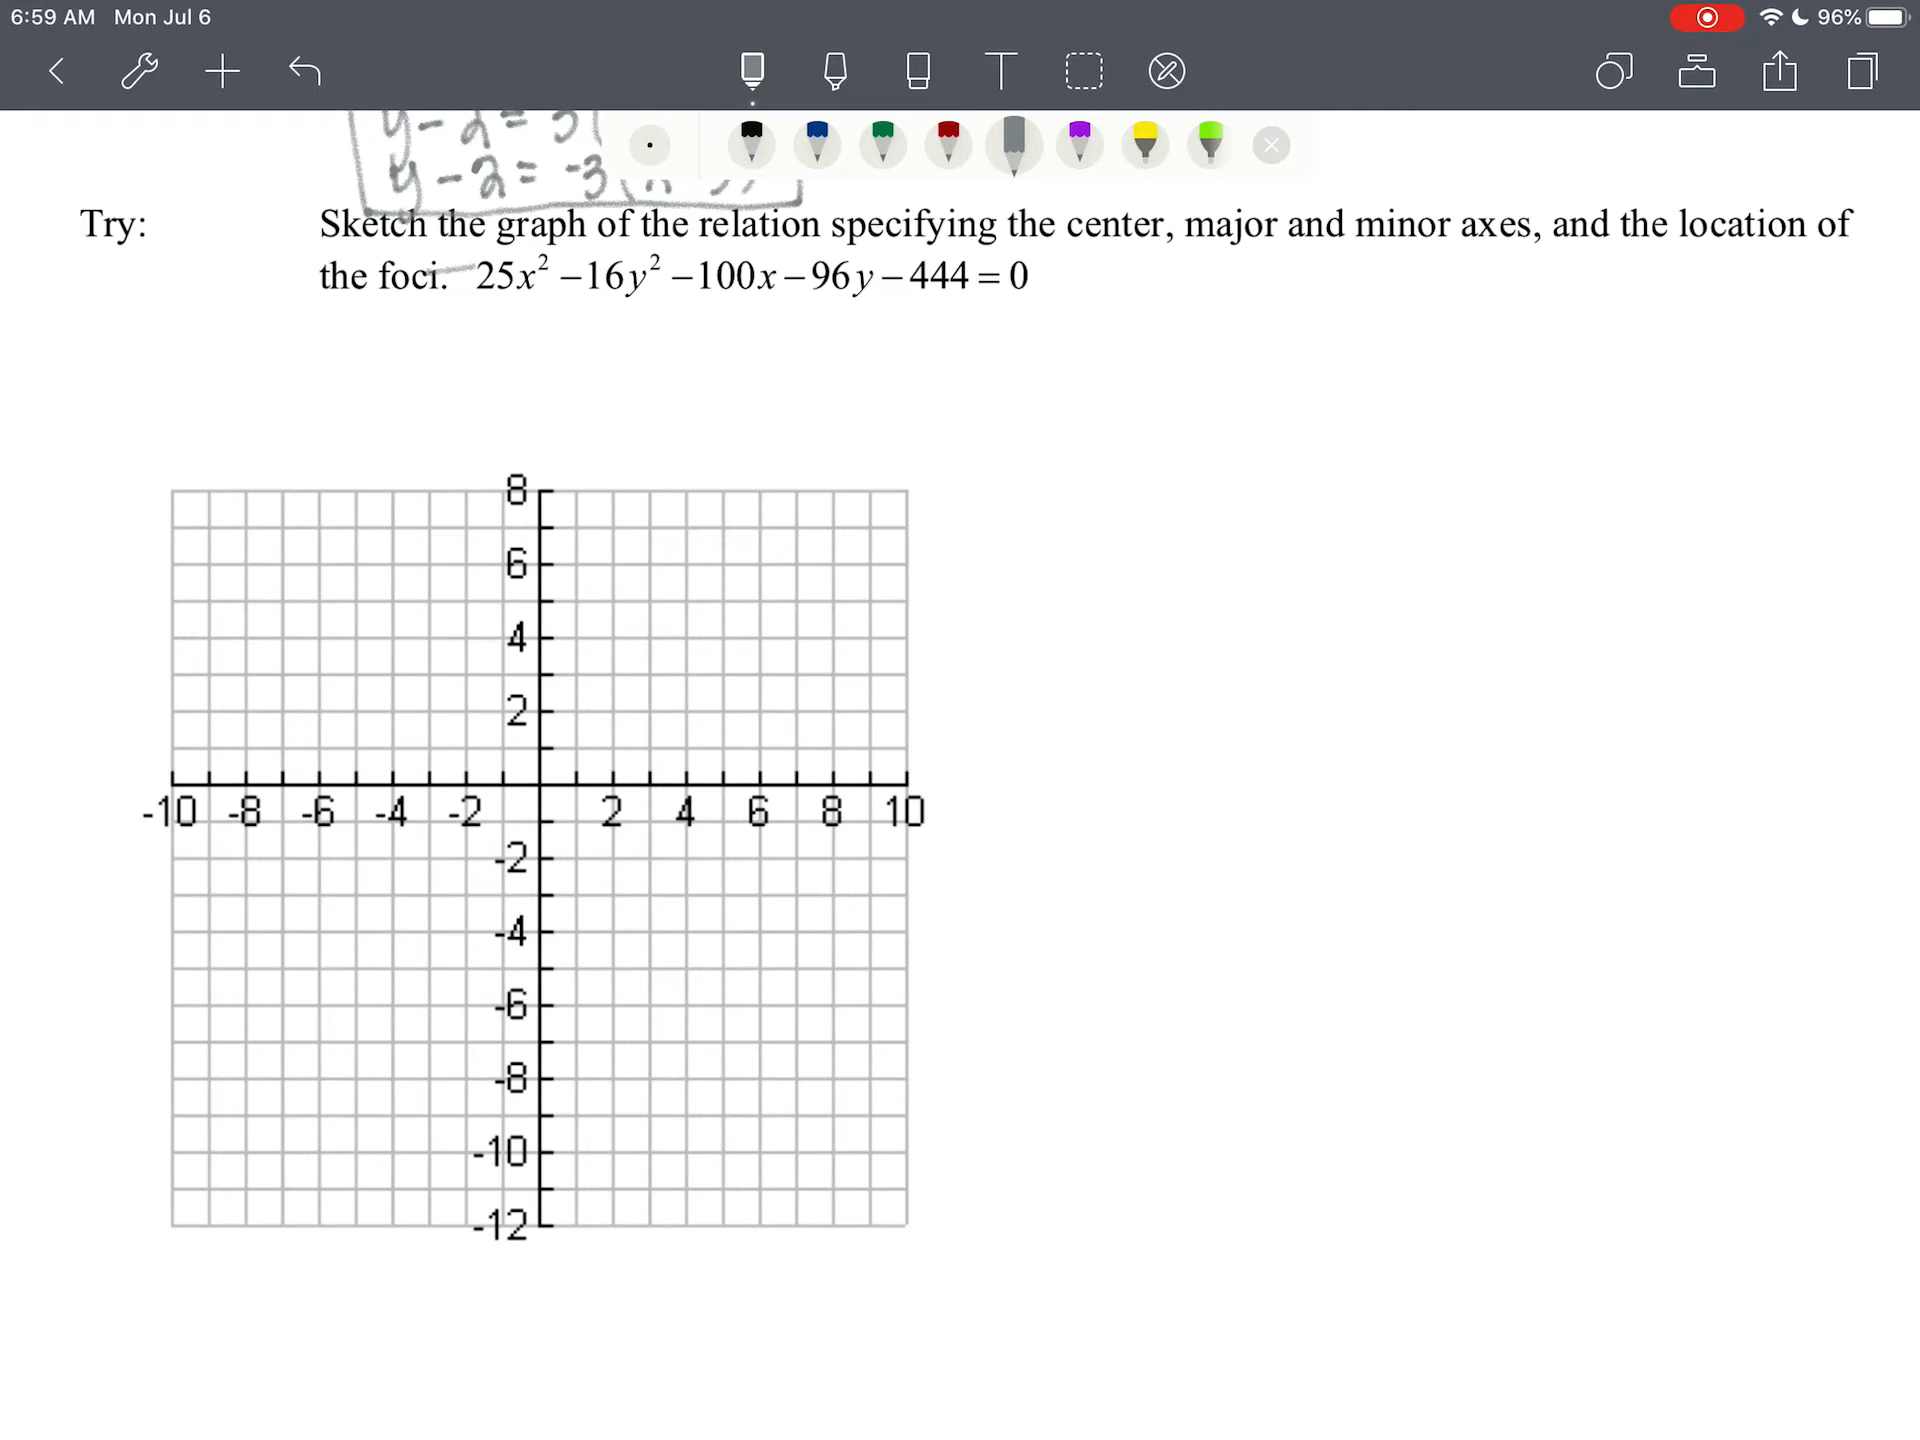 6:59 AM Mon Jul 6
96%
y-2=3(
y-2=-3(
Try: Sketch the graph of the relation specifying the center, major and minor axes, and the location of
the foci. 25x² −16y² −100x − 96y − 444 = 0
8
6
4
2
-10 -8 -6 -4 -2 2 4 6 8 10
-2
-4
-6
-8
-10
-12